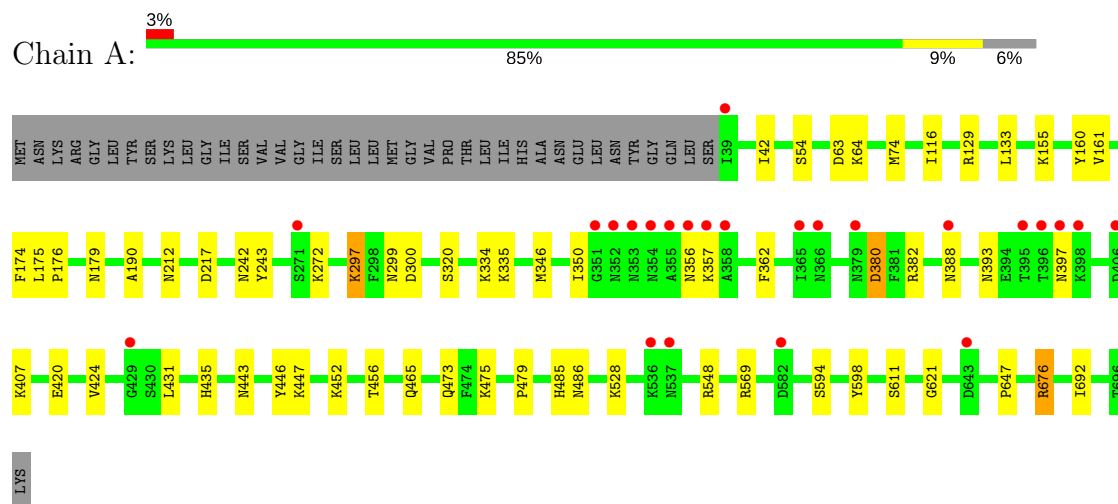 3%
Chain A:
85% 9% 6%
MET ASN LYS ARG GLY LEU TYR SER LYS LEU GLY ILE SER VAL VAL GLY ILE SER LEU LEU MET GLY VAL PRO THR LEU ILE HIS ALA ASN GLU LEU ASN TYR GLY GLN LEU SER I39 I42 S54 D63 K64 M74 I116 R129 L133 K155 Y160 V161
F174 L175 P176 N179 A190 N212 D217 N242 Y243 S271 K272 K297 F298 N299 D300 S320 K334 K335 M346 I350 G351 N352 N353 N354 A355 N356 K357 A358 F362 I365 N366 N379 D380 F381 R382 N388 N393 E394 T395 T396 N397 K398 D406
K407 E420 V424 G429 S430 L431 H435 N443 Y446 K447 K452 T456 Q465 Q473 F474 K475 P479 H485 N486 K528 K536 N537 R548 R569 D582 S594 Y598 S611 G621 D643 P647 R676 I692 T696
LYS